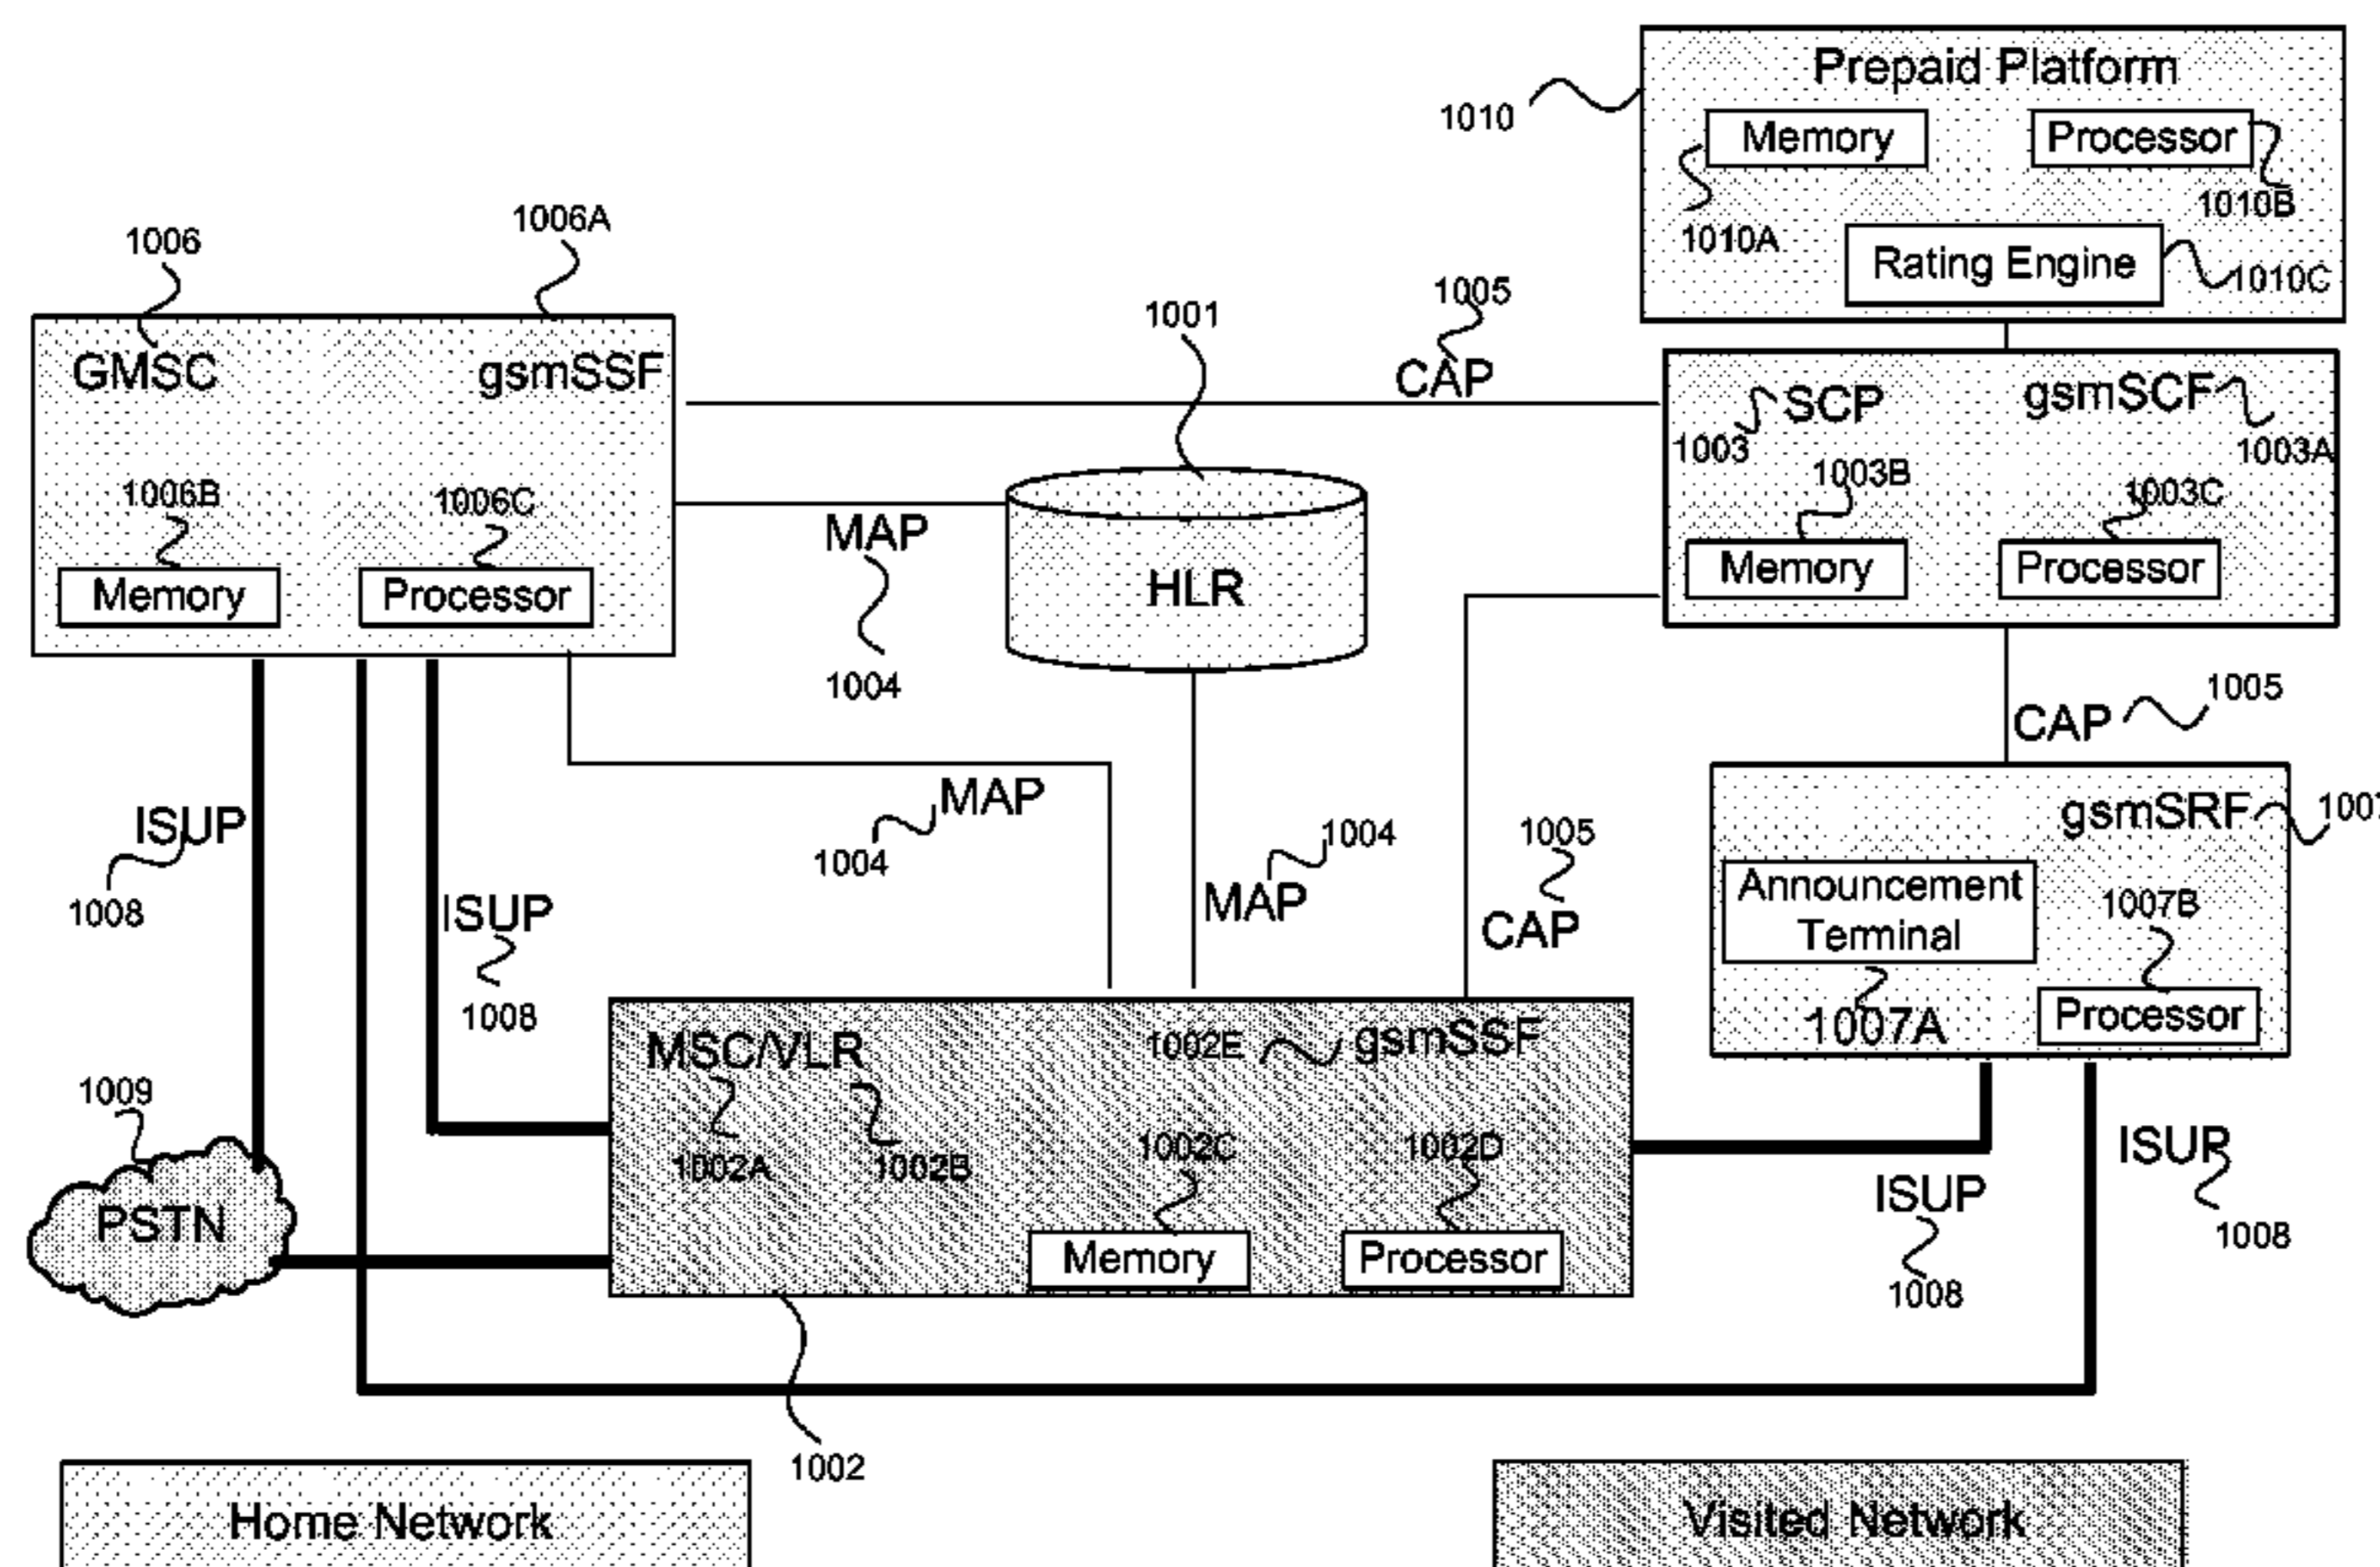 Prepaid Platform
1010
Memory
Processor
1010B
1010A
Rating Engine
1010C
1006
1006A
GMSC
gsmSSF
1006B
1006C
Memory
Processor
1005
CAP
1001
HLR
MAP
1004
SCP
gsmSCF
1003
1003A
1003B
1003C
Memory
Processor
CAP
1005
ISUP
1008
ISUP
1008
MAP
1004
MAP
1004
1005
CAP
gsmSRF
1007
Announcement
Terminal
1007A
1007B
Processor
1009
PSTN
MSC/VLR
1002E
gsmSSF
1002A
1002B
1002C
1002D
Memory
Processor
ISUP
1008
ISUP
1008
1002
Home Network
Visited Network